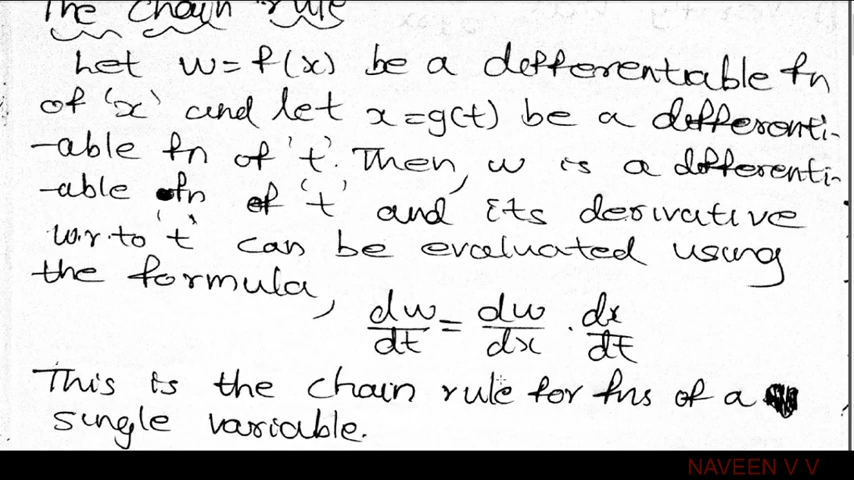 The chain rule
Let w = f(x) be a differentiable fn
of 'x' and let x = g(t) be a differenti-
-able fn of 't'. Then, w is a differenti-
-able fn of 't' and its derivative
w.r.to 't' can be evaluated using
the formula,
dw/dt = dw/dx . dx/dt
This is the chain rule for fns of a
single variable.
NAVEEN V V